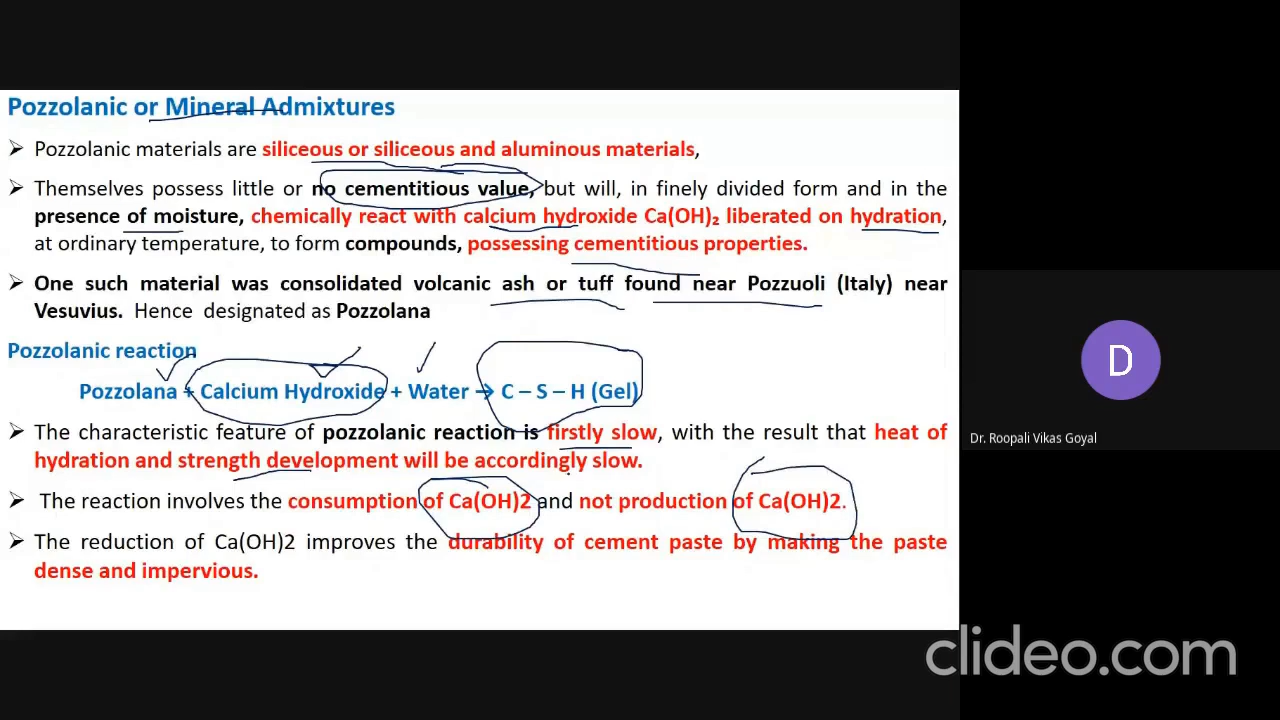 Pozzolanic or Mineral Admixtures
➢ Pozzolanic materials are siliceous or siliceous and aluminous materials,
➢ Themselves possess little or no cementitious value, but will, in finely divided form and in the
presence of moisture, chemically react with calcium hydroxide Ca(OH)₂ liberated on hydration,
at ordinary temperature, to form compounds, possessing cementitious properties.
➢ One such material was consolidated volcanic ash or tuff found near Pozzuoli (Italy) near
Vesuvius. Hence designated as Pozzolana
Pozzolanic reaction
Pozzolana + Calcium Hydroxide + Water → C – S – H (Gel)
➢ The characteristic feature of pozzolanic reaction is firstly slow, with the result that heat of
hydration and strength development will be accordingly slow.
➢ The reaction involves the consumption of Ca(OH)2 and not production of Ca(OH)2.
➢ The reduction of Ca(OH)2 improves the durability of cement paste by making the paste
dense and impervious.
D
Dr. Roopali Vikas Goyal
clideo.com